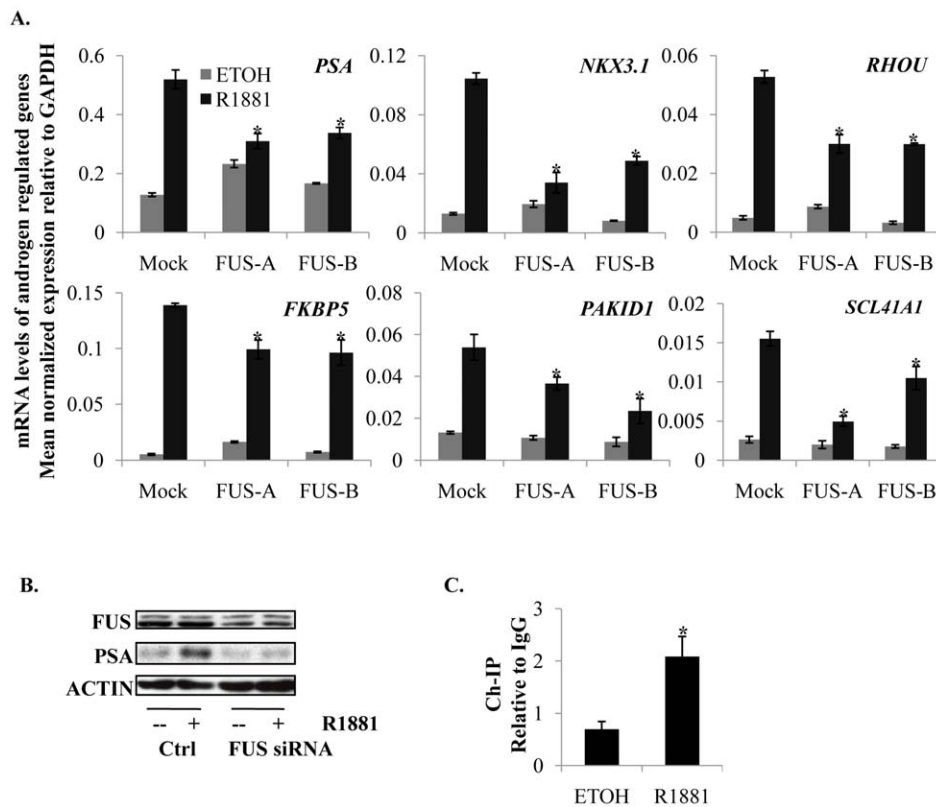 A.
mRNA levels of androgen regulated genes
Mean normalized expression relative to GAPDH
0.6
0.4
0.2
0
ETOH
R1881
PSA
*
*
Mock
FUS-A
FUS-B
0.12
0.08
0.04
0
NKX3.1
*
*
Mock
FUS-A
FUS-B
0.06
0.04
0.02
0
RHOU
*
*
Mock
FUS-A
FUS-B
0.15
0.1
0.05
0
FKBP5
*
*
Mock
FUS-A
FUS-B
0.08
0.06
0.04
0.02
0
PAKID1
*
*
Mock
FUS-A
FUS-B
0.02
0.015
0.01
0.005
0
SCL41A1
*
*
Mock
FUS-A
FUS-B
B.
FUS
PSA
ACTIN
-- + -- + R1881
Ctrl FUS siRNA
C.
Ch-IP
Relative to IgG
3
2
1
0
*
ETOH
R1881